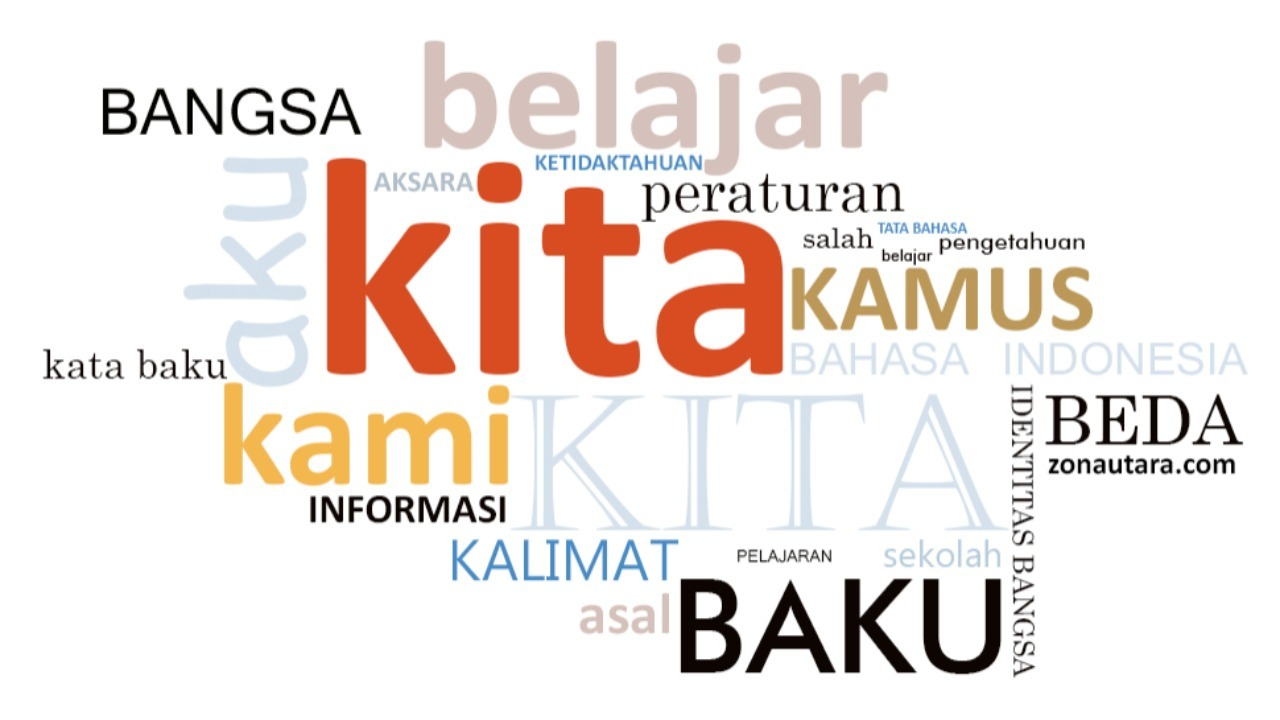 belajar
BANGSA
aku
kita
AKSARA
KETIDAKTAHUAN
peraturan
salah
TATA BAHASA
belajar
pengetahuan
KAMUS
BAHASA INDONESIA
kata baku
kami
KITA
IDENTITAS BANGSA
BEDA
zonautara.com
INFORMASI
KALIMAT
PELAJARAN
sekolah
asal
BAKU